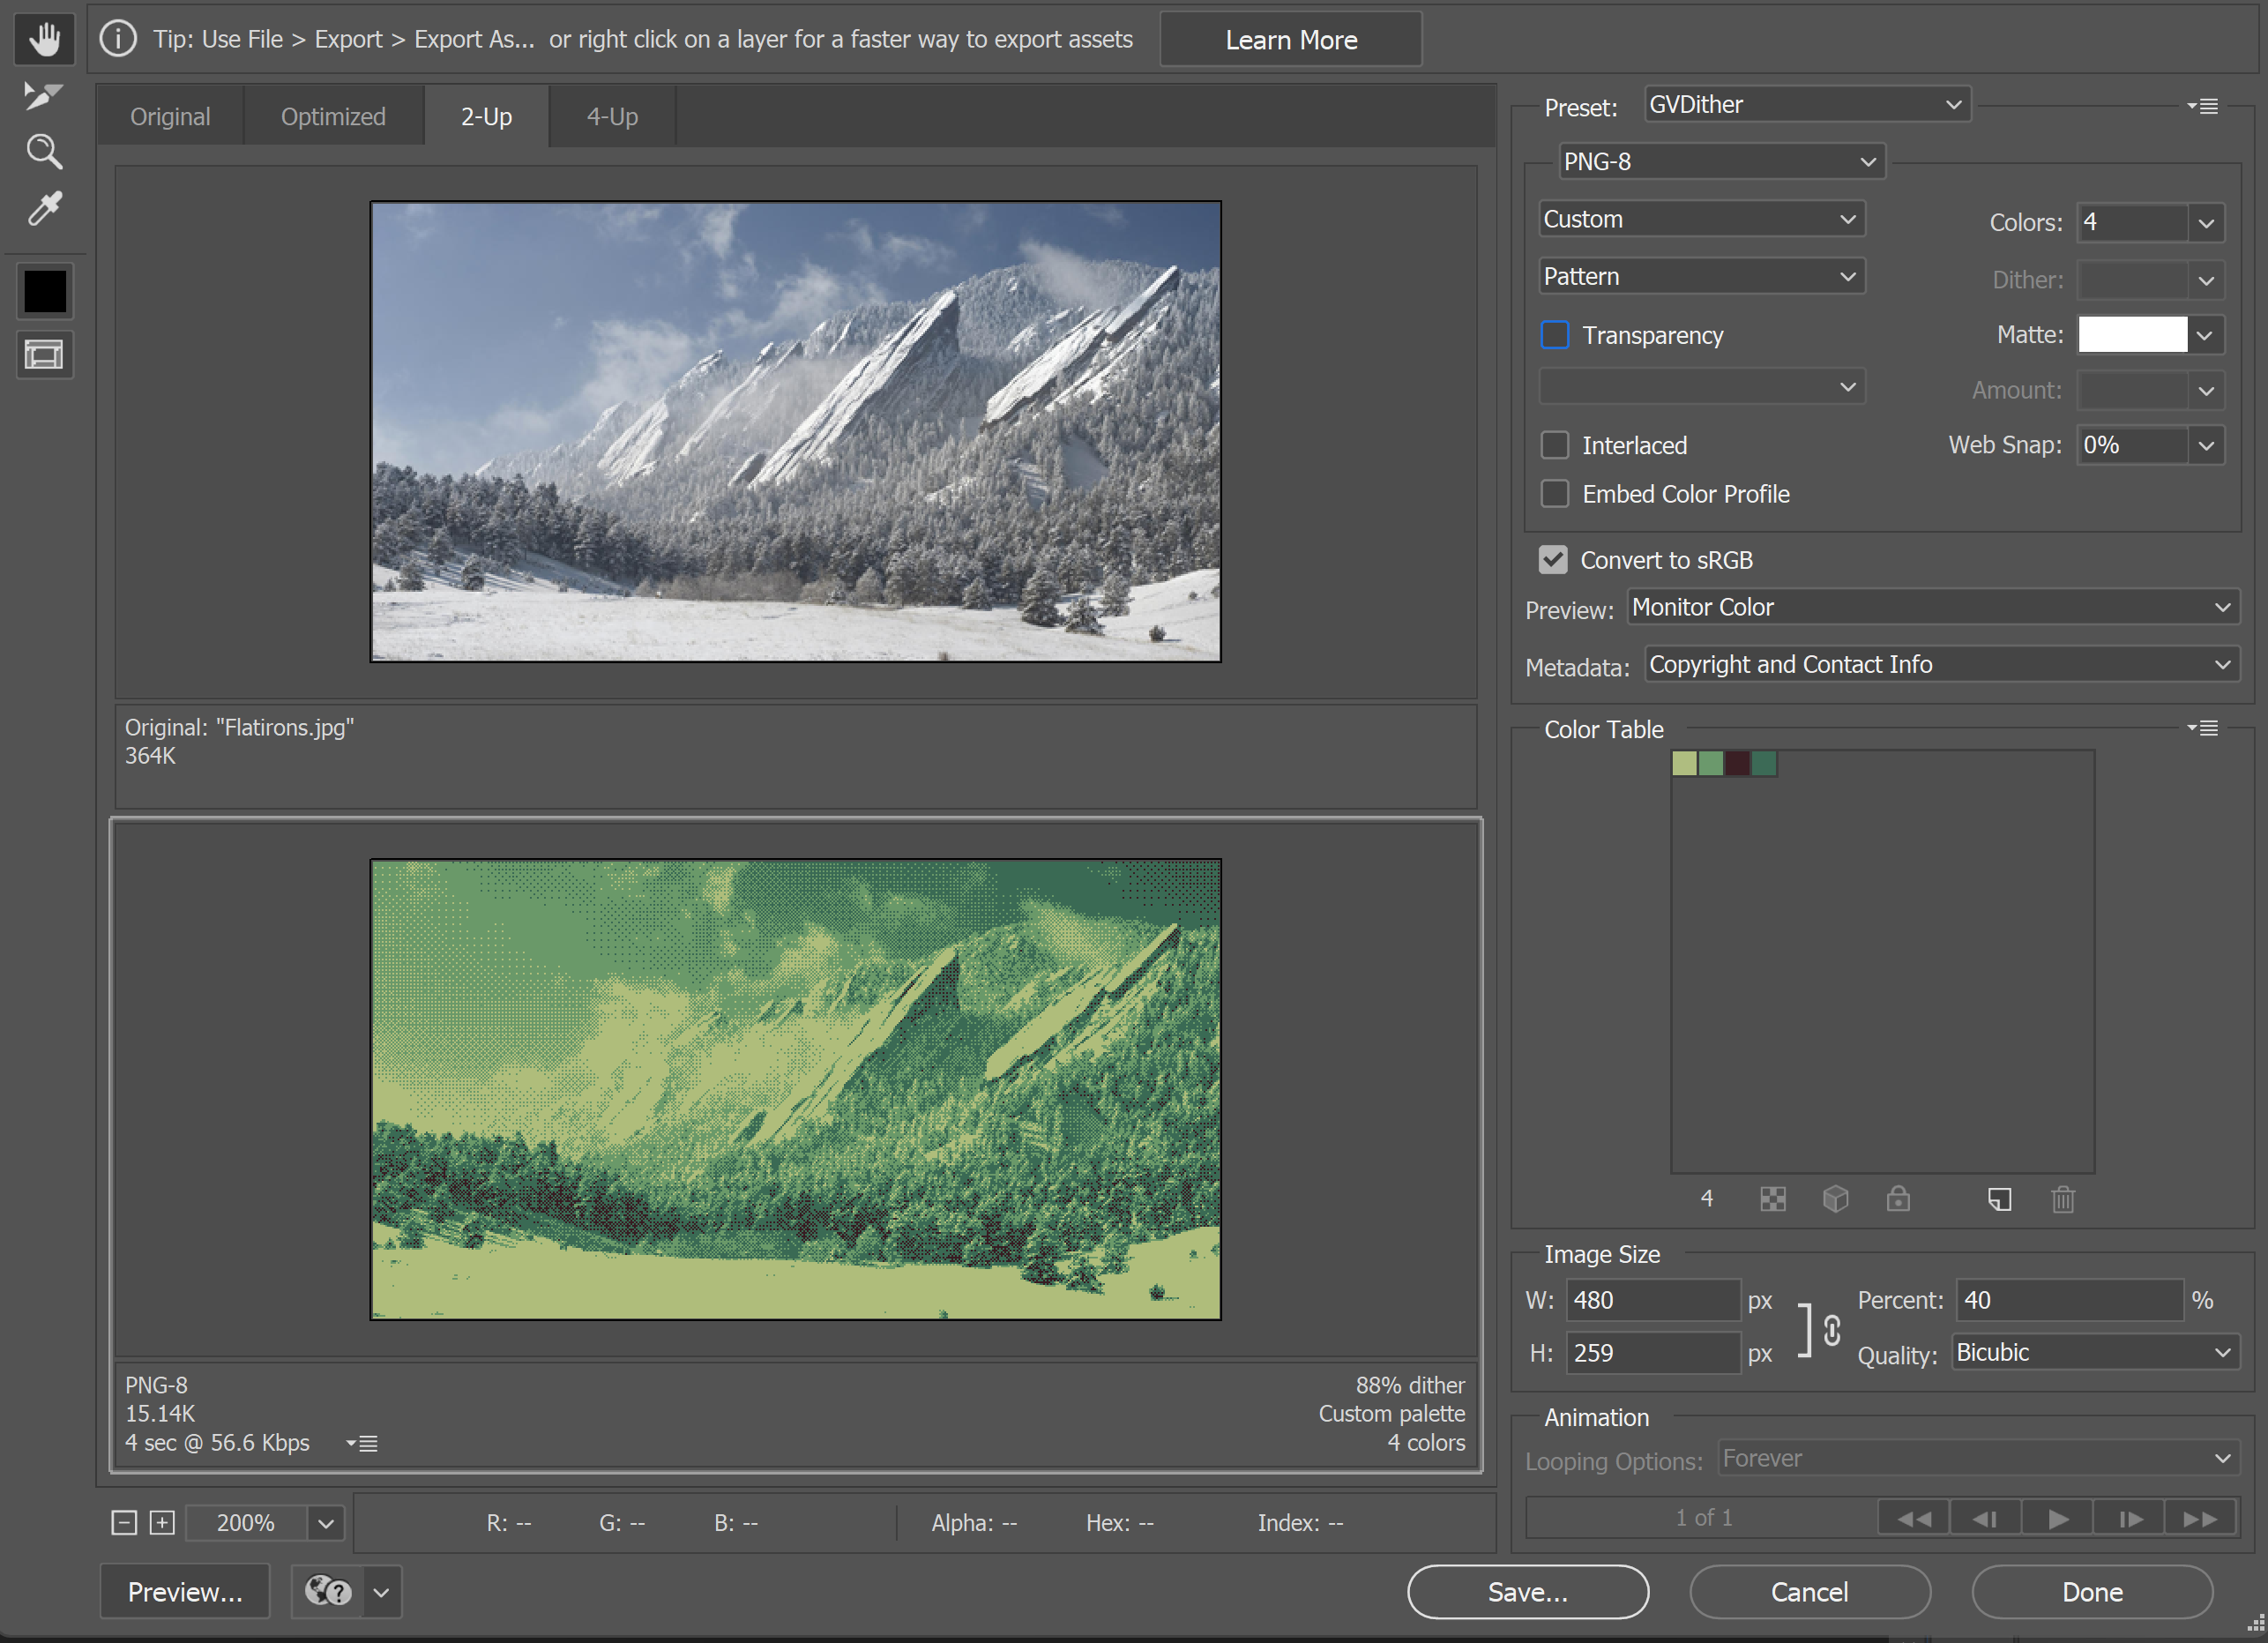 Tip: Use File > Export > Export As... or right click on a layer for a faster way to export assets
Learn More
Original
Optimized
2-Up
4-Up
Original: "Flatirons.jpg"
364K
PNG-8
15.14K
4 sec @ 56.6 Kbps
88% dither
Custom palette
4 colors
200%
R: --
G: --
B: --
Alpha: --
Hex: --
Index: --
Preview...
Preset: GVDither
PNG-8
Custom
Colors: 4
Pattern
Dither:
Transparency
Matte:
Amount:
Interlaced
Web Snap: 0%
Embed Color Profile
Convert to sRGB
Preview: Monitor Color
Metadata: Copyright and Contact Info
Color Table
4
Image Size
W: 480 px
Percent: 40 %
H: 259 px
Quality: Bicubic
Animation
Looping Options: Forever
1 of 1
Save...
Cancel
Done